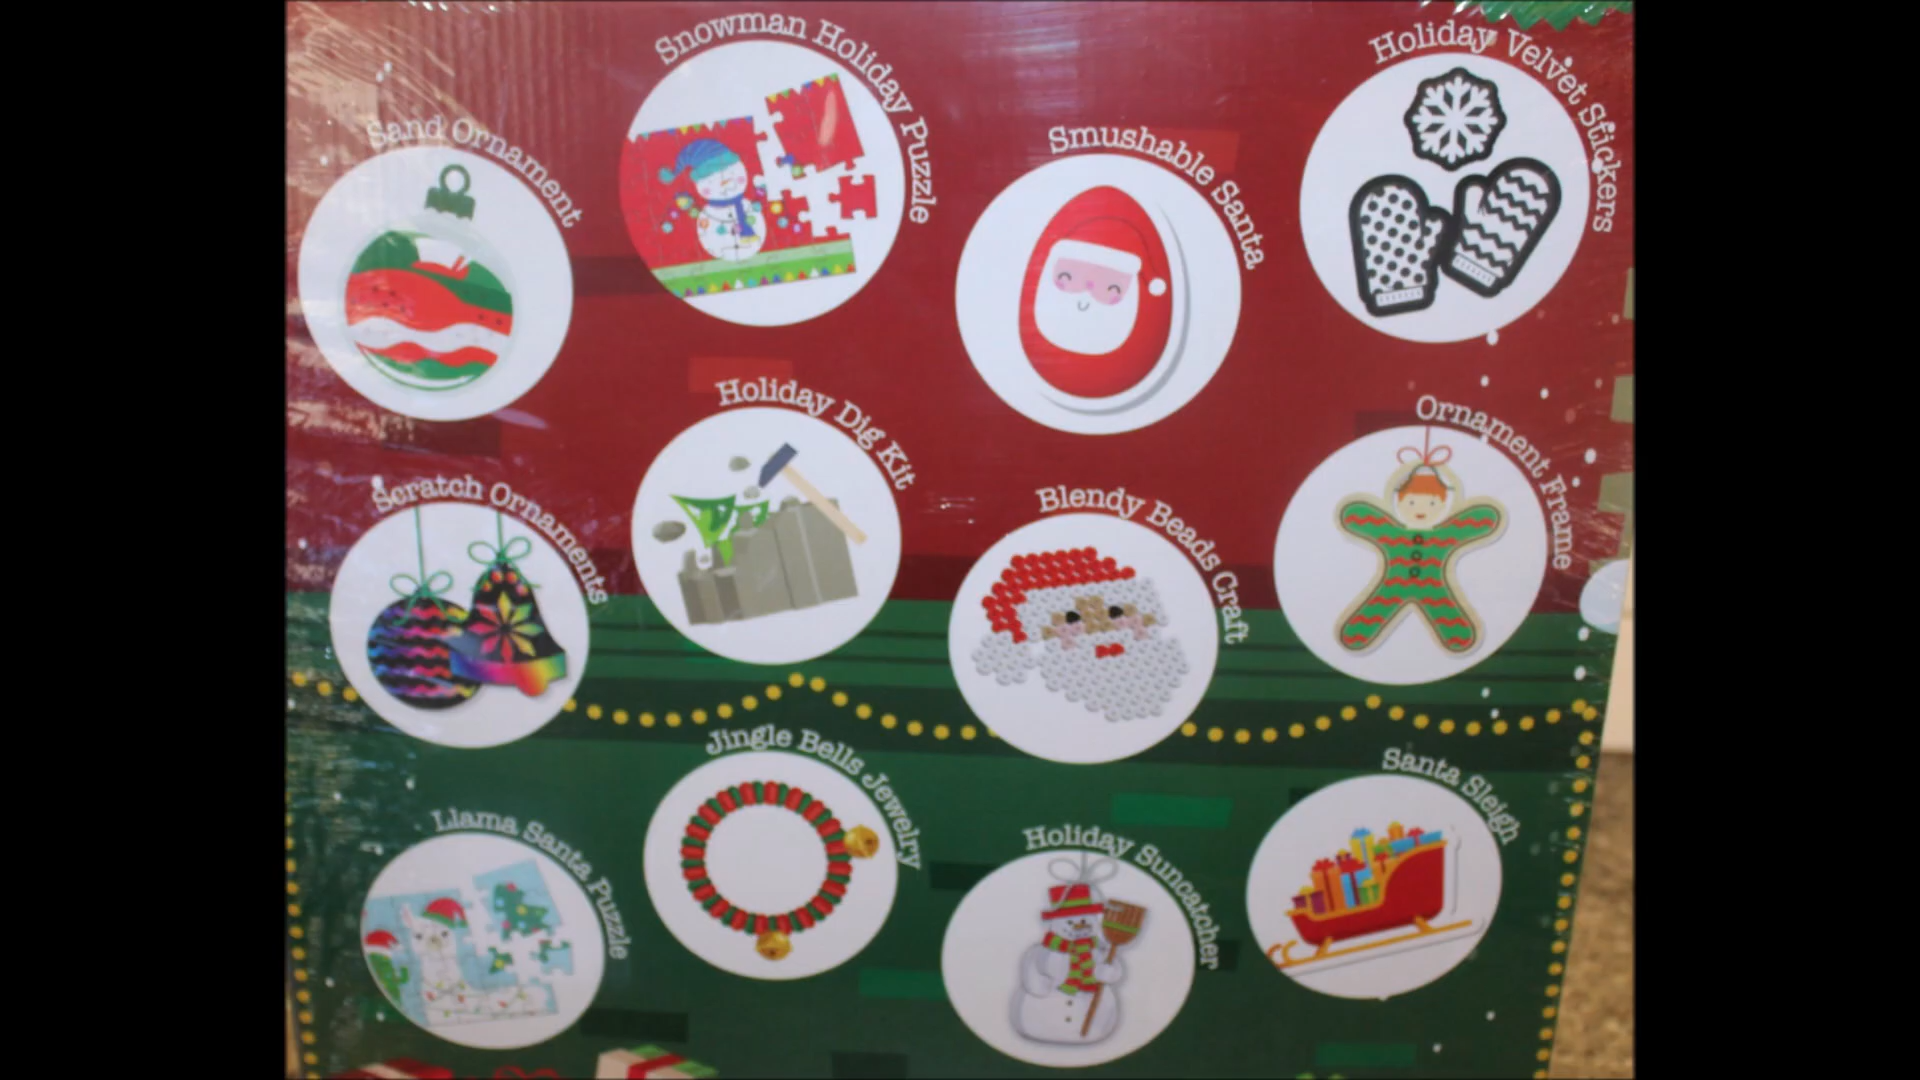 Sand Ornament
Snowman Holiday Puzzle
Smushable Santa
Holiday Velvet Stickers
Scratch Ornaments
Holiday Dig Kit
Blendy Beads Craft
Ornament Frame
Llama Santa Puzzle
Jingle Bells Jewelry
Holiday Suncatcher
Santa Sleigh